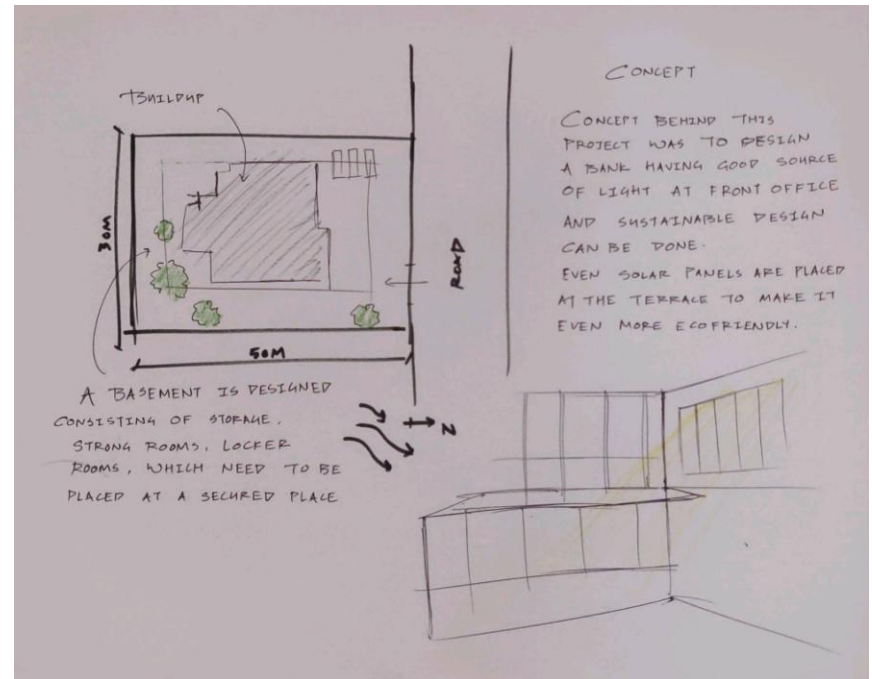 BUILDUP
30M
50M
ROAD
N
A BASEMENT IS DESIGNED
CONSISTING OF STORAGE,
STRONG ROOMS, LOCKER
ROOMS, WHICH NEED TO BE
PLACED AT A SECURED PLACE
CONCEPT
CONCEPT BEHIND THIS
PROJECT WAS TO DESIGN
A BANK HAVING GOOD SOURCE
OF LIGHT AT FRONT OFFICE
AND SUSTAINABLE DESIGN
CAN BE DONE.
EVEN SOLAR PANELS ARE PLACED
AT THE TERRACE TO MAKE IT
EVEN MORE ECOFRIENDLY.